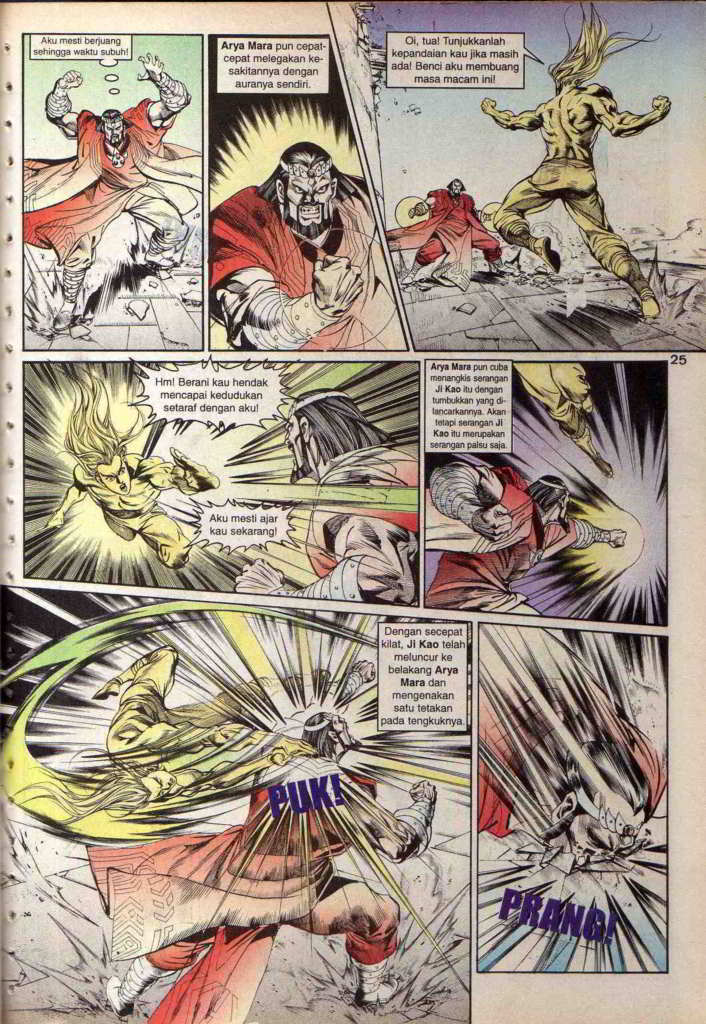 Aku mesti berjuang
sehingga waktu subuh!
Arya Mara pun cepat-
cepat melegakan ke-
sakitannya dengan
auranya sendiri.
Oi, tua! Tunjukkanlah
kepandaian kau jika masih
ada! Benci aku membuang
masa macam ini!
25
Hm! Berani kau hendak
mencapai kedudukan
setaraf dengan aku!
Aku mesti ajar
kau sekarang!
Arya Mara pun cuba
menangkis serangan
Ji Kao itu dengan
tumbukkan yang di-
lancarkannya. Akan
tetapi serangan Ji
Kao itu merupakan
serangan palsu saja.
Dengan secepat
kilat, Ji Kao telah
meluncur ke
belakang Arya
Mara dan
mengenakan
satu tetakan
pada tengkuknya.
PUK!
PRANG!